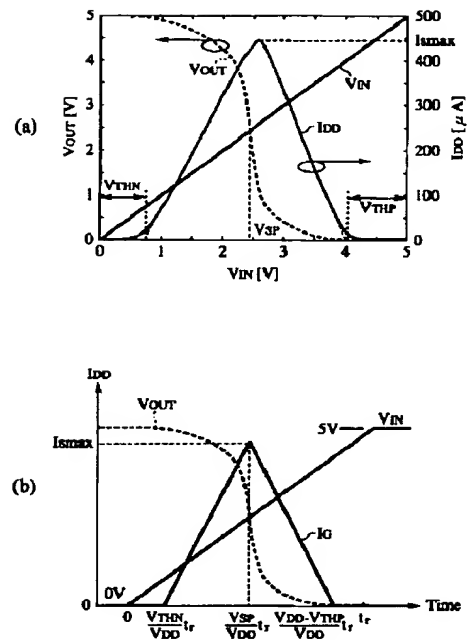 (a)
5
4
3
2
1
0
VOUT [V]
500
400
300
200
100
0
IDD [μA]
Ismax
VOUT
VIN
IDD
VTHN
VTHP
VSP
0 1 2 3 4 5
VIN [V]
(b)
IDD
VOUT
Ismax
5V
VIN
IG
0V
Time
0
VTHN/VDD tr
VSP/VDD tr
VDD-VTHP/VDD tr
tr